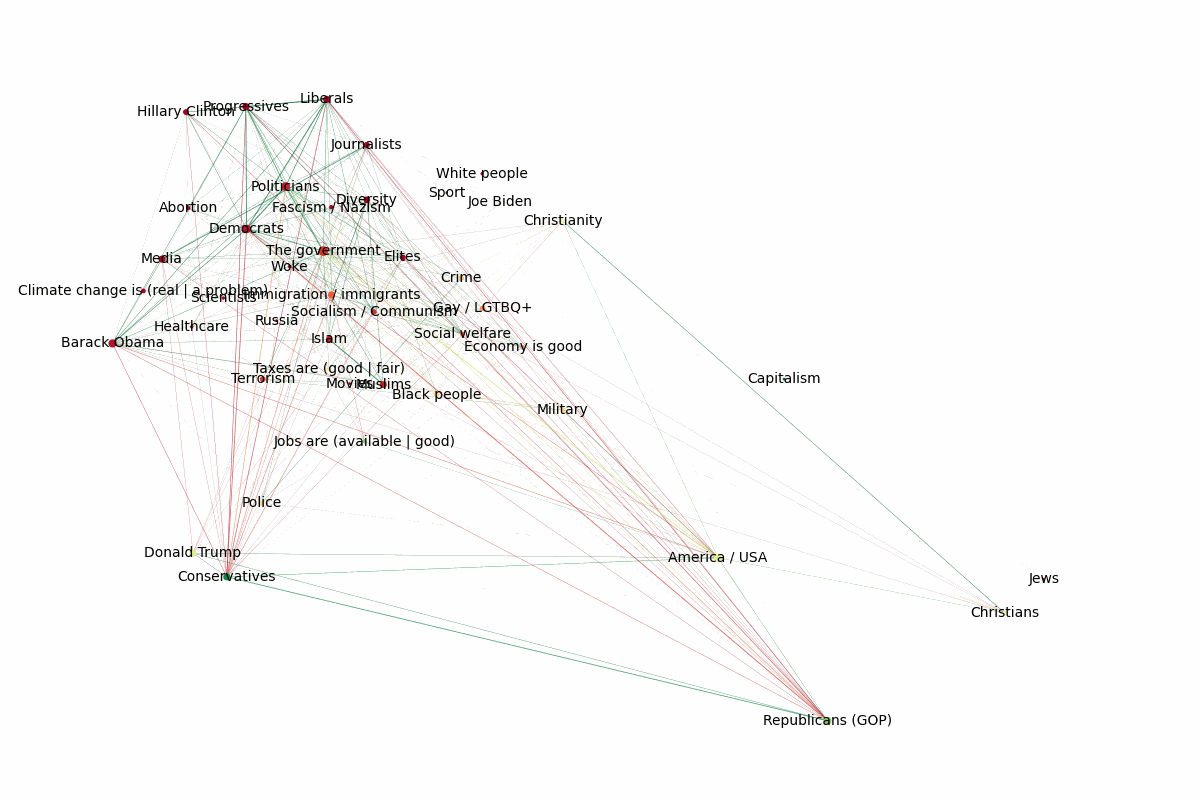 Liberals
Progressives
Hillary Clinton
Journalists
White people
Politicians
Sport
Diversity
Joe Biden
Abortion
Fascism / Nazism
Christianity
Democrats
The government
Elites
Media
Woke
Crime
Climate change is (real | a problem)
Scientists
Immigration / immigrants
Gay / LGTBQ+
Socialism / Communism
Russia
Healthcare
Social welfare
Islam
Barack Obama
Economy is good
Taxes are (good | fair)
Terrorism
Capitalism
Movies
Muslims
Black people
Military
Jobs are (available | good)
Police
Donald Trump
America / USA
Conservatives
Jews
Christians
Republicans (GOP)